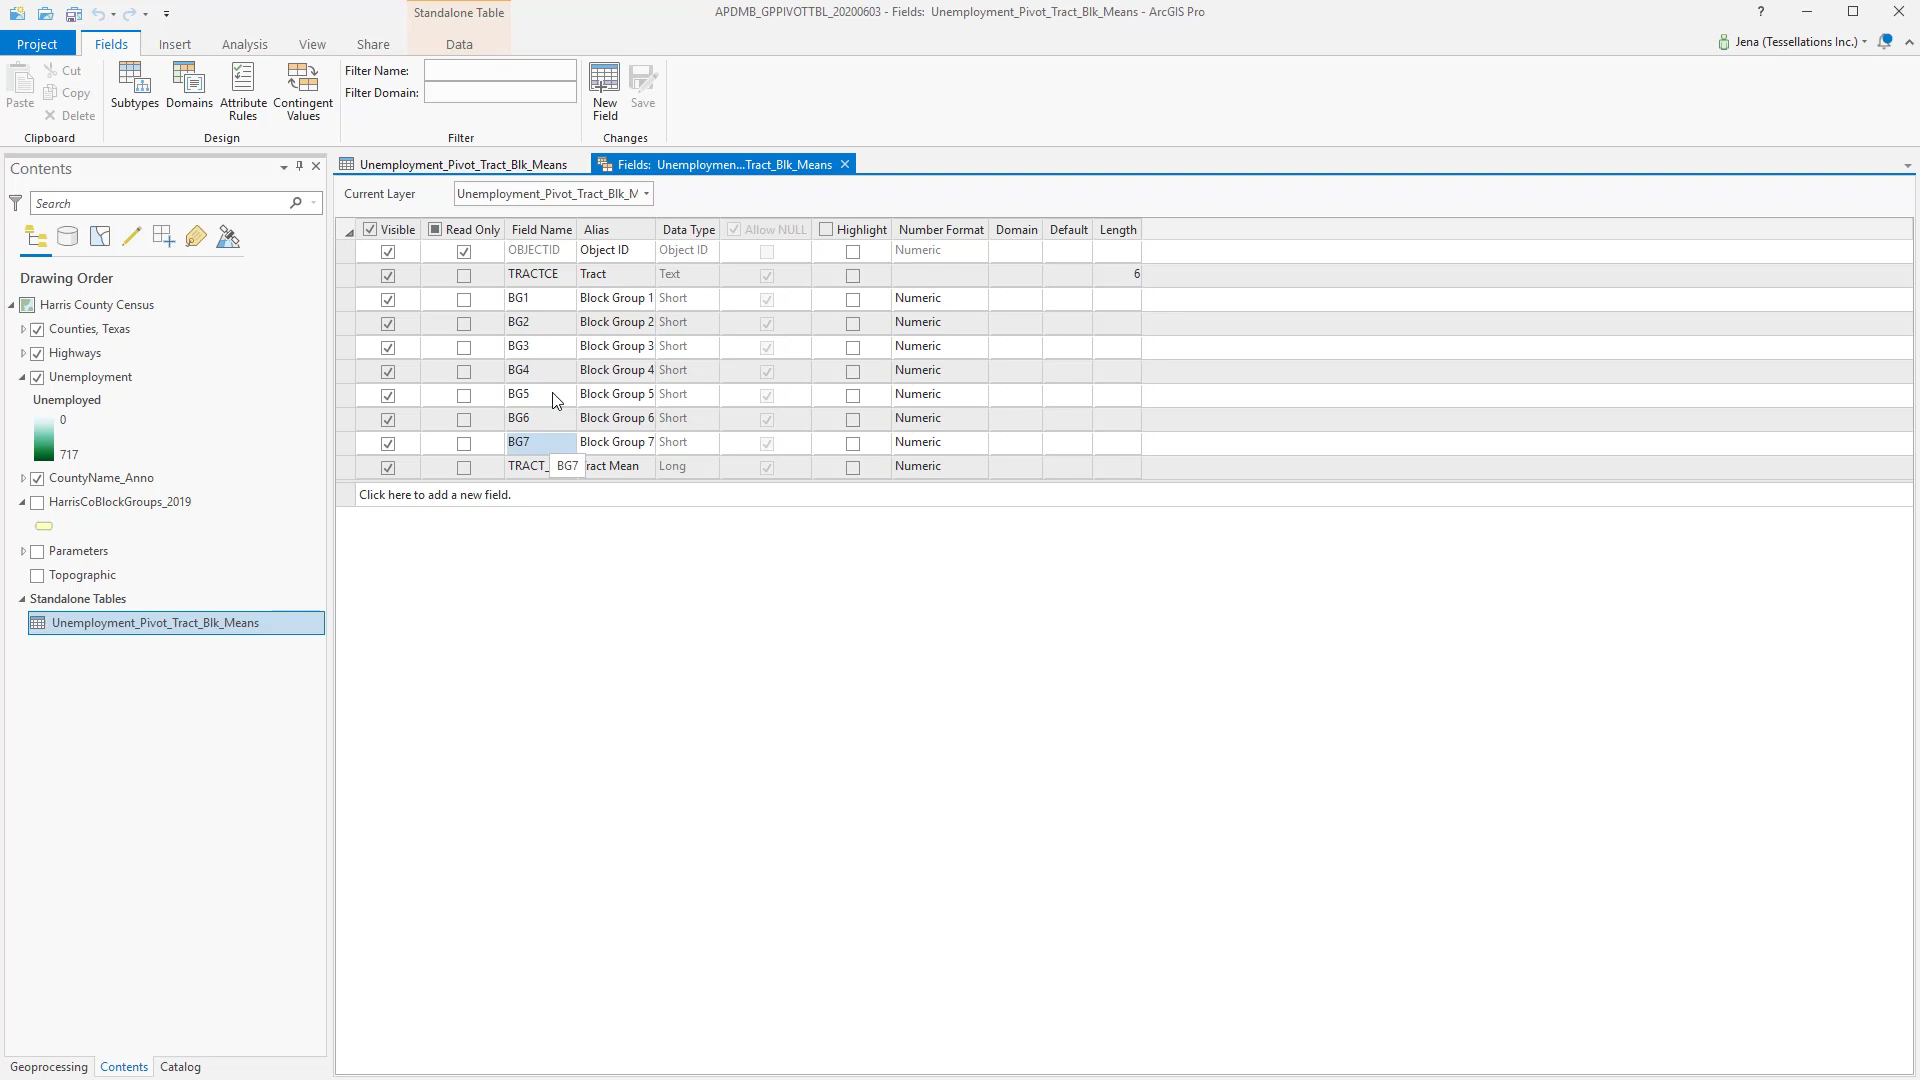 Standalone Table
APDMB_GPPIVOTTBL_20200603 - Fields: Unemployment_Pivot_Tract_Blk_Means - ArcGIS Pro
?
Project Fields Insert Analysis View Share Data
Jena (Tessellations Inc.)
Paste
Cut
Copy
Delete
Clipboard
Subtypes Domains Attribute Rules Contingent Values
Design
Filter Name:
Filter Domain:
Filter
New Field Save
Changes
Contents
Search
Drawing Order
Harris County Census
Counties, Texas
Highways
Unemployment
Unemployed
0
717
CountyName_Anno
HarrisCoBlockGroups_2019
Parameters
Topographic
Standalone Tables
Unemployment_Pivot_Tract_Blk_Means
Geoprocessing Contents Catalog
Unemployment_Pivot_Tract_Blk_Means Fields: Unemploymen...Tract_Blk_Means
Current Layer Unemployment_Pivot_Tract_Blk_M
Visible Read Only Field Name Alias Data Type Allow NULL Highlight Number Format Domain Default Length
OBJECTID Object ID Object ID Numeric
TRACTCE Tract Text 6
BG1 Block Group 1 Short Numeric
BG2 Block Group 2 Short Numeric
BG3 Block Group 3 Short Numeric
BG4 Block Group 4 Short Numeric
BG5 Block Group 5 Short Numeric
BG6 Block Group 6 Short Numeric
BG7 Block Group 7 Short Numeric
TRACT_ BG7 ract Mean Long Numeric
Click here to add a new field.